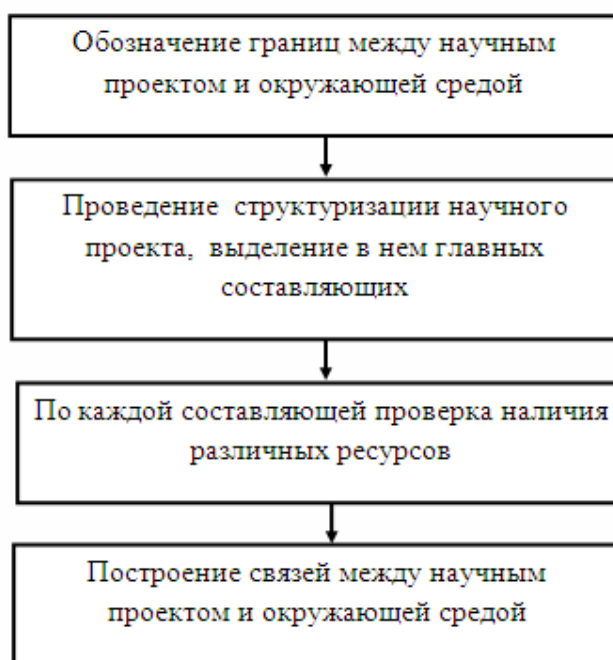 Обозначение границ между научным
проектом и окружающей средой
Проведение структуризации научного
проекта, выделение в нем главных
составляющих
По каждой составляющей проверка наличия
различных ресурсов
Построение связей между научным
проектом и окружающей средой